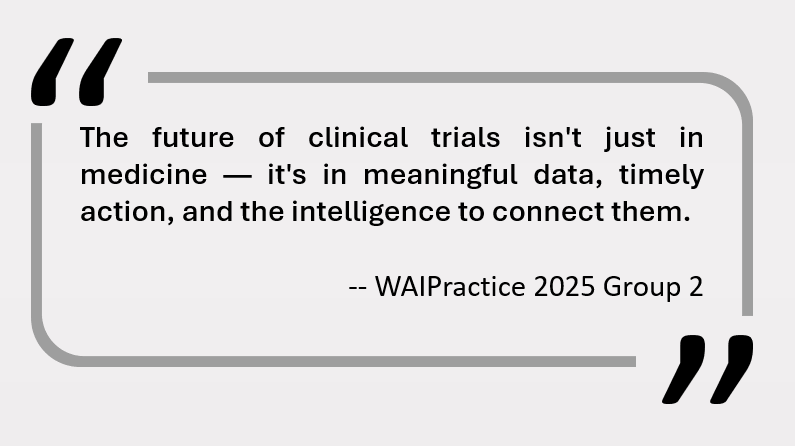 “
The future of clinical trials isn't just in
medicine — it's in meaningful data, timely
action, and the intelligence to connect them.
-- WAIPractice 2025 Group 2
”